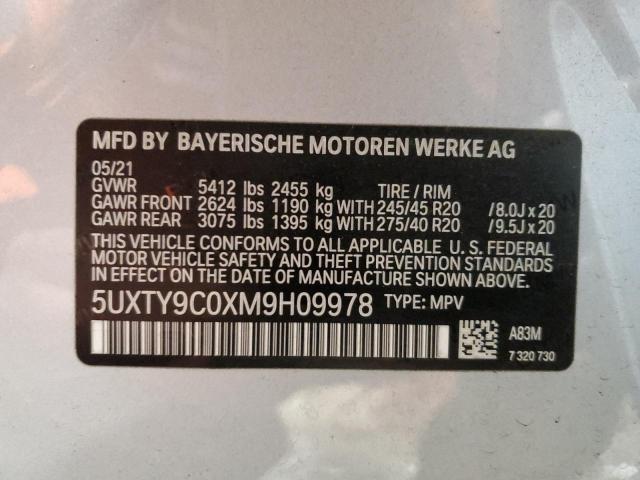 MFD BY BAYERISCHE MOTOREN WERKE AG
05/21
GVWR 5412 lbs 2455 kg TIRE / RIM
GAWR FRONT 2624 lbs 1190 kg WITH 245/45 R20 /8.0J x 20
GAWR REAR 3075 lbs 1395 kg WITH 275/40 R20 /9.5J x 20
THIS VEHICLE CONFORMS TO ALL APPLICABLE U. S. FEDERAL
MOTOR VEHICLE SAFETY AND THEFT PREVENTION STANDARDS
IN EFFECT ON THE DATE OF MANUFACTURE SHOWN ABOVE.
5UXTY9C0XM9H09978 TYPE: MPV
A83M
7 320 730